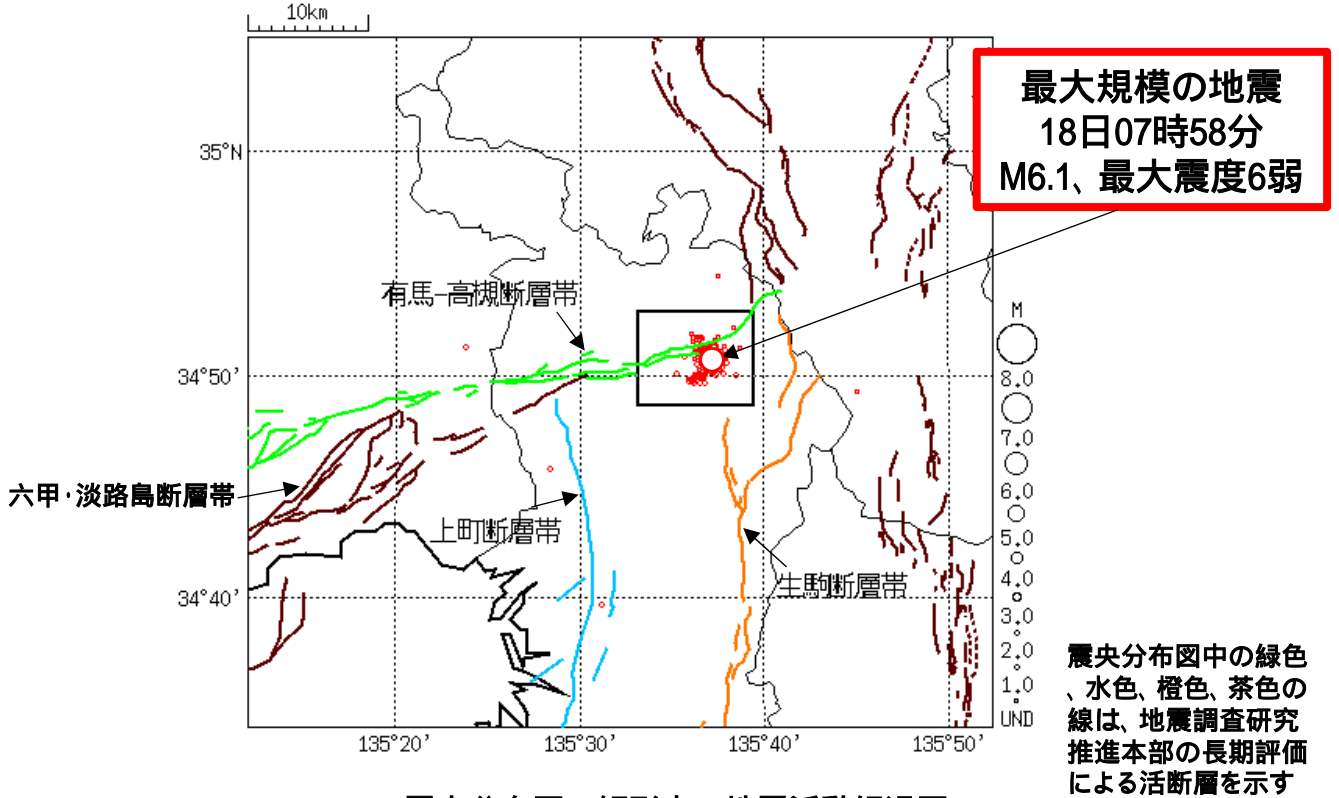 10km
最大規模の地震
18日07時58分
M6.1、最大震度6弱
35°N
有馬-高槻断層帯
34°50'
六甲・淡路島断層帯
上町断層帯
生駒断層帯
34°40'
M
8.0
7.0
6.0
5.0
4.0
3.0
2.0
1.0
UND
135°20'
135°30'
135°40'
135°50'
震央分布図中の緑色
、水色、橙色、茶色の
線は、地震調査研究
推進本部の長期評価
による活断層を示す